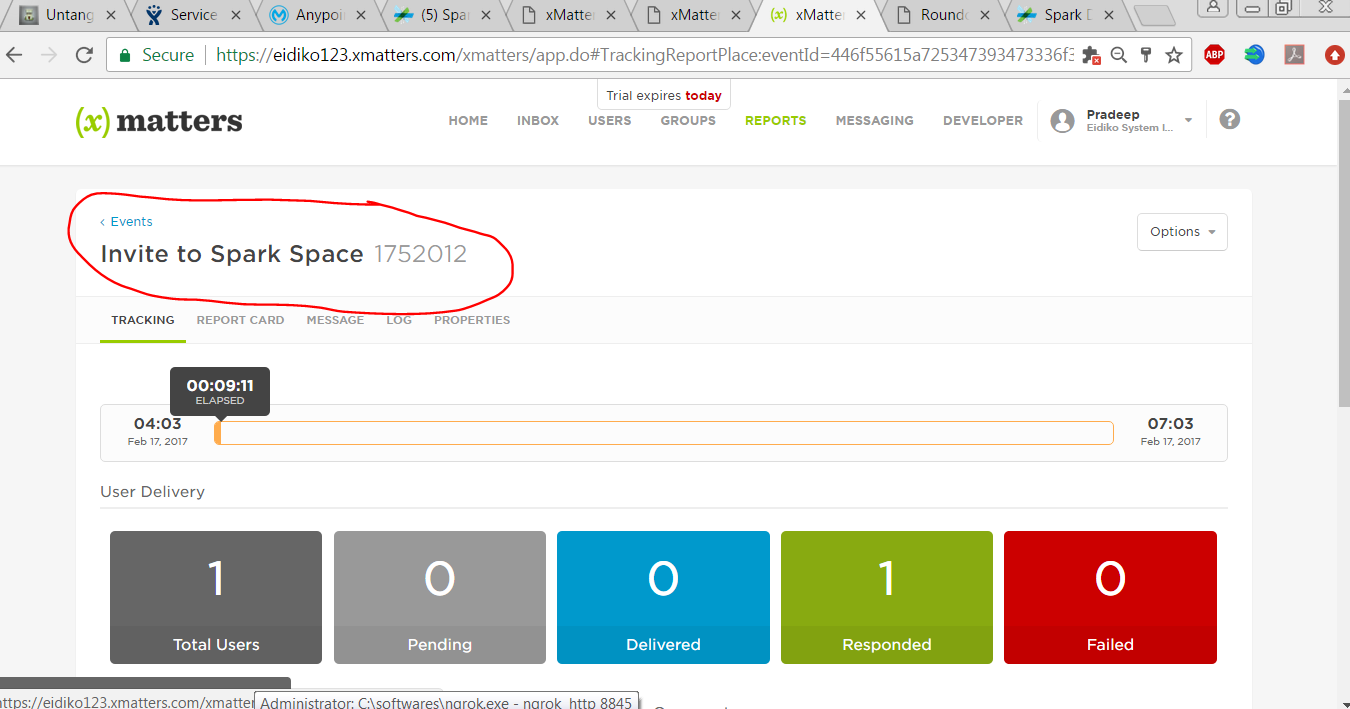 Untang
Service
Anypoi
(5) Spar
xMatte
xMatte
(x) xMatte
Round
Spark D
Secure
https://eidiko123.xmatters.com/xmatters/app.do#TrackingReportPlace:eventId=446f55615a725347393473336f3
ABP
Trial expires today
(x) matters
HOME INBOX USERS GROUPS REPORTS MESSAGING DEVELOPER
Pradeep
Eidiko System I...
?
‹ Events
Invite to Spark Space 1752012
Options
TRACKING REPORT CARD MESSAGE LOG PROPERTIES
00:09:11
ELAPSED
04:03
Feb 17, 2017
07:03
Feb 17, 2017
User Delivery
1
Total Users
0
Pending
0
Delivered
1
Responded
0
Failed
https://eidiko123.xmatters.com/xmatter
Administrator: C:\softwares\ngrok.exe - ngrok http 8845